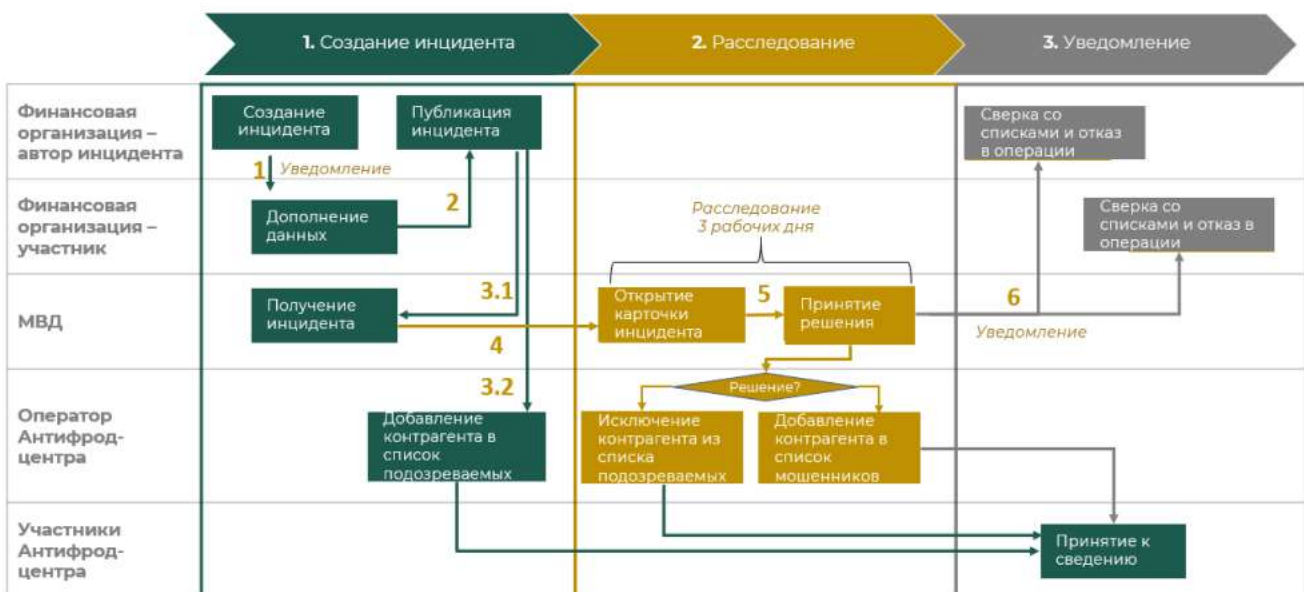 1. Создание инцидента
2. Расследование
3. Уведомление
Финансовая
организация –
автор инцидента
Создание
инцидента
Публикация
инцидента
Сверка со
списками и отказ
в операции
1
Уведомление
2
Финансовая
организация –
участник
Дополнение
данных
Расследование
3 рабочих дня
Сверка со
списками и отказ в
операции
МВД
Получение
инцидента
3.1
4
Открытие
карточки
инцидента
5
Принятие
решения
6
Уведомление
3.2
Решение?
Оператор
Антифрод-
центра
Добавление
контрагента в
список
подозреваемых
Исключение
контрагента из
списка
подозреваемых
Добавление
контрагента в
список
мошенников
Участники
Антифрод-
центра
Принятие к
сведению